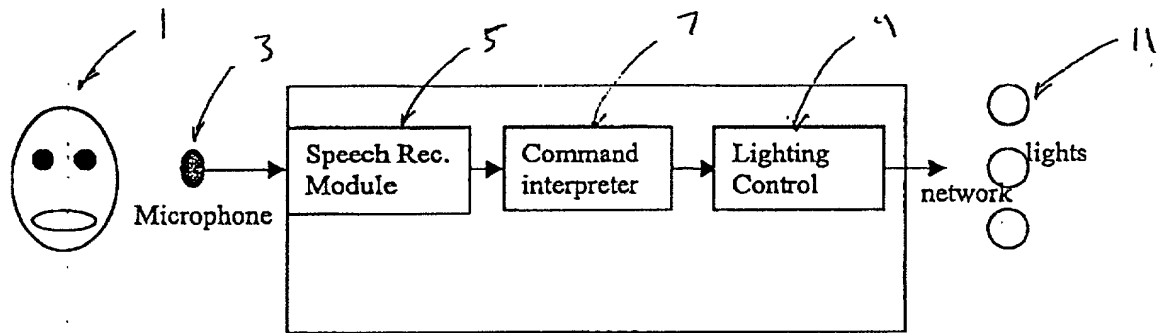 1
3
5
7
9
11
Speech Rec.
Module
Command
interpreter
Lighting
Control
Microphone
network
lights